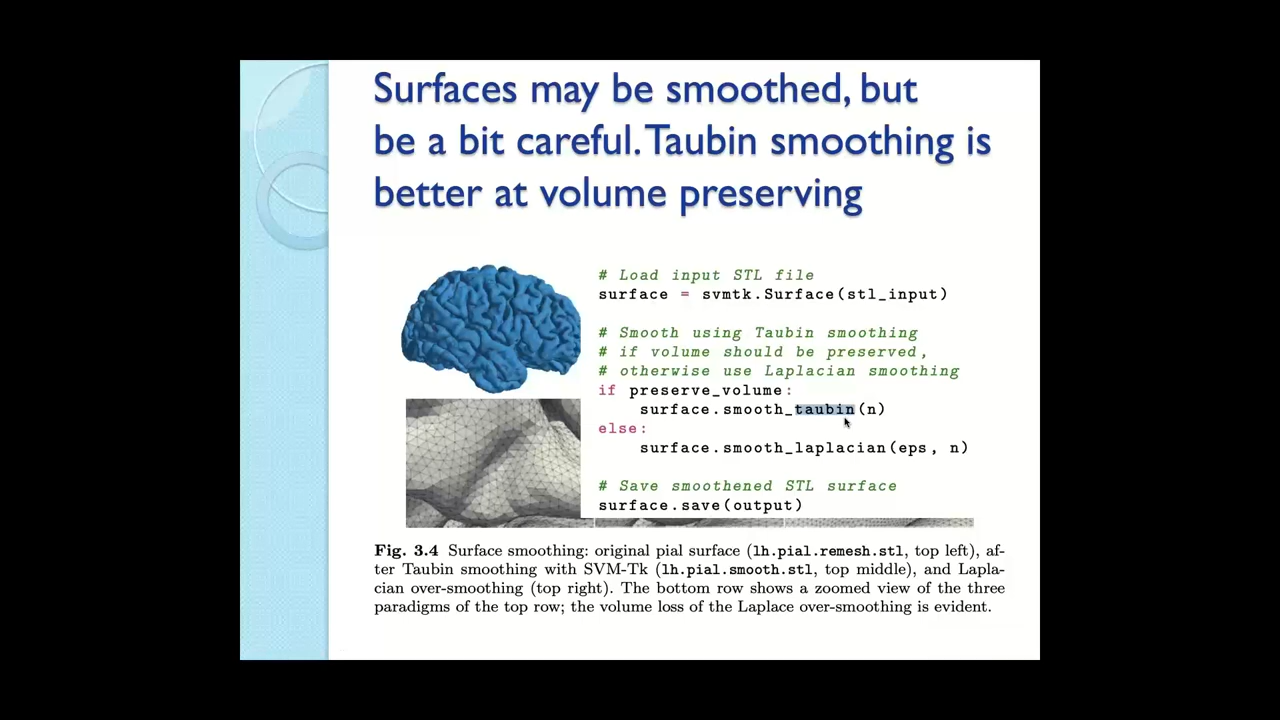 Surfaces may be smoothed, but
be a bit careful. Taubin smoothing is
better at volume preserving
# Load input STL file
surface = svmtk.Surface(stl_input)
# Smooth using Taubin smoothing
# if volume should be preserved,
# otherwise use Laplacian smoothing
if preserve_volume:
    surface.smooth_taubin(n)
else:
    surface.smooth_laplacian(eps, n)
# Save smoothened STL surface
surface.save(output)
Fig. 3.4 Surface smoothing: original pial surface (lh.pial.remesh.stl, top left), af-
ter Taubin smoothing with SVM-Tk (lh.pial.smooth.stl, top middle), and Lapla-
cian over-smoothing (top right). The bottom row shows a zoomed view of the three
paradigms of the top row; the volume loss of the Laplace over-smoothing is evident.